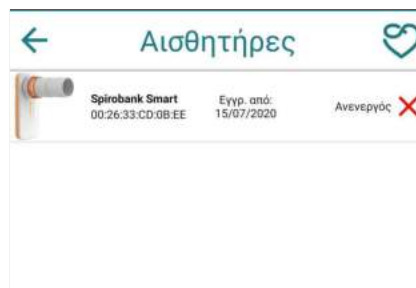 Αισθητήρες
Spirobank Smart
00:26:33:CD:0B:EE
Εγγρ. από:
15/07/2020
Ανενεργός